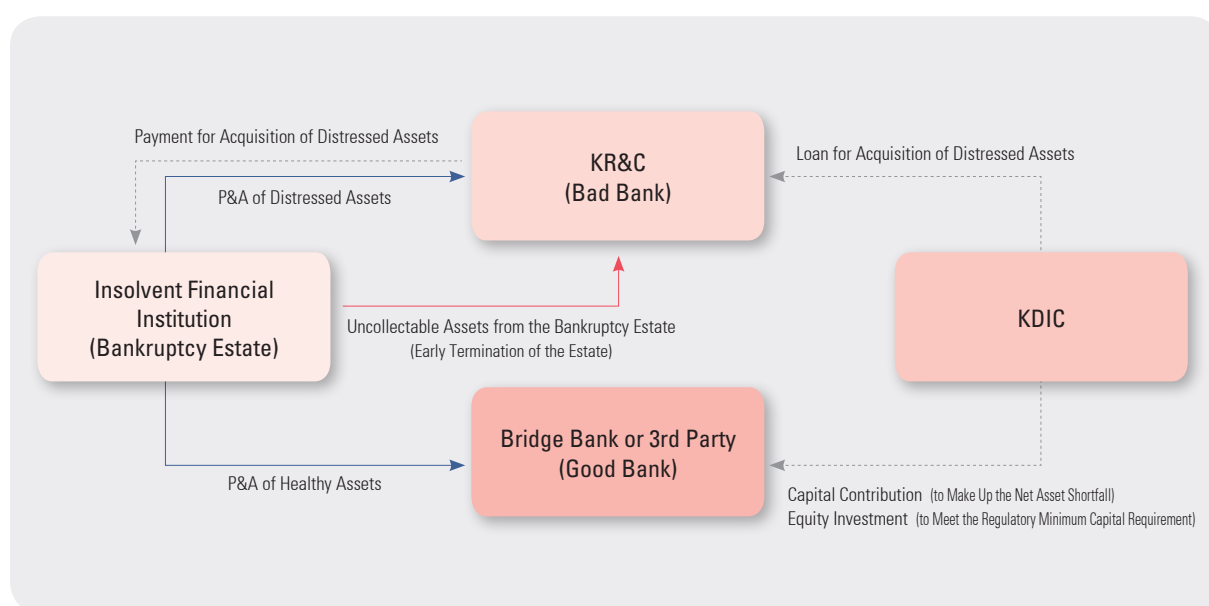 Payment for Acquisition of Distressed Assets
P&A of Distressed Assets
KR&C
(Bad Bank)
Loan for Acquisition of Distressed Assets
Insolvent Financial
Institution
(Bankruptcy Estate)
Uncollectable Assets from the Bankruptcy Estate
(Early Termination of the Estate)
KDIC
Bridge Bank or 3rd Party
(Good Bank)
P&A of Healthy Assets
Capital Contribution (to Make Up the Net Asset Shortfall)
Equity Investment (to Meet the Regulatory Minimum Capital Requirement)